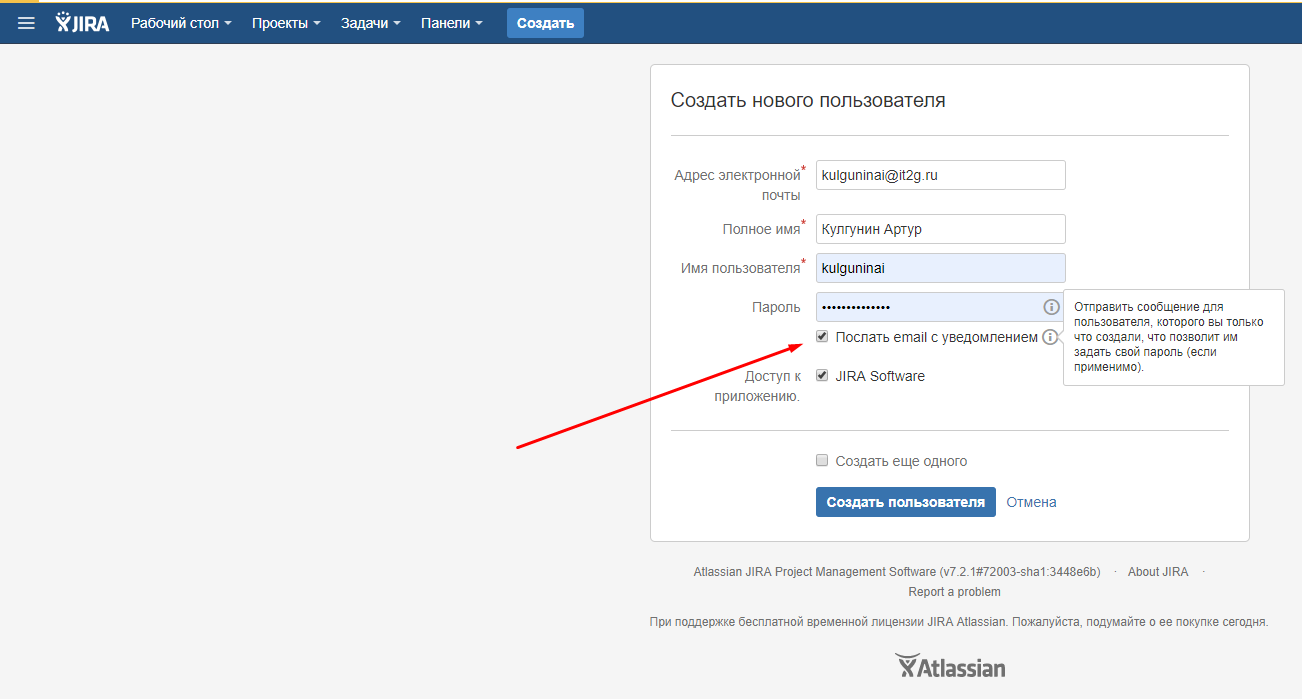 JIRA Рабочий стол Проекты Задачи Панели Создать
Создать нового пользователя
Адрес электронной почты* kulguninai@it2g.ru
Полное имя* Кулгунин Артур
Имя пользователя* kulguninai
Пароль ••••••••••••••
Послать email с уведомлением
Отправить сообщение для
пользователя, которого вы только
что создали, что позволит им
задать свой пароль (если
применимо).
Доступ к приложению. JIRA Software
Создать еще одного
Создать пользователя Отмена
Atlassian JIRA Project Management Software (v7.2.1#72003-sha1:3448e6b) · About JIRA ·
Report a problem
При поддержке бесплатной временной лицензии JIRA Atlassian. Пожалуйста, подумайте о ее покупке сегодня.
Atlassian